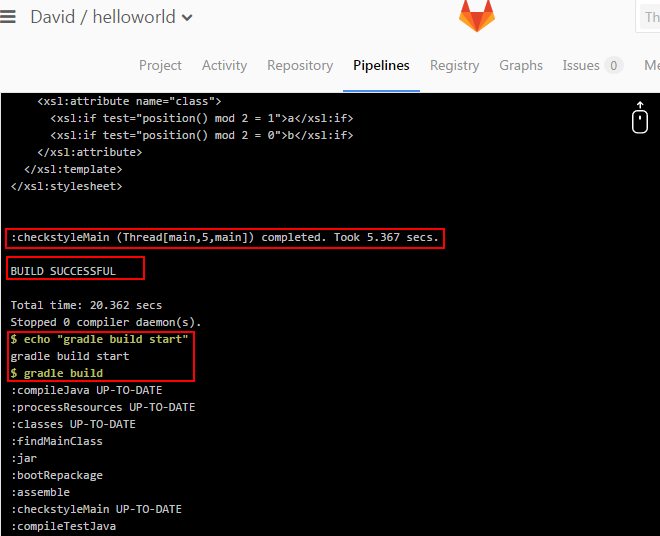 David / helloworld
Th
Project Activity Repository Pipelines Registry Graphs Issues 0 Me
<xsl:attribute name="class">
<xsl:if test="position() mod 2 = 1">a</xsl:if>
<xsl:if test="position() mod 2 = 0">b</xsl:if>
</xsl:attribute>
</xsl:template>
</xsl:stylesheet>
:checkstyleMain (Thread[main,5,main]) completed. Took 5.367 secs.
BUILD SUCCESSFUL
Total time: 20.362 secs
Stopped 0 compiler daemon(s).
$ echo "gradle build start"
gradle build start
$ gradle build
:compileJava UP-TO-DATE
:processResources UP-TO-DATE
:classes UP-TO-DATE
:findMainClass
:jar
:bootRepackage
:assemble
:checkstyleMain UP-TO-DATE
:compileTestJava